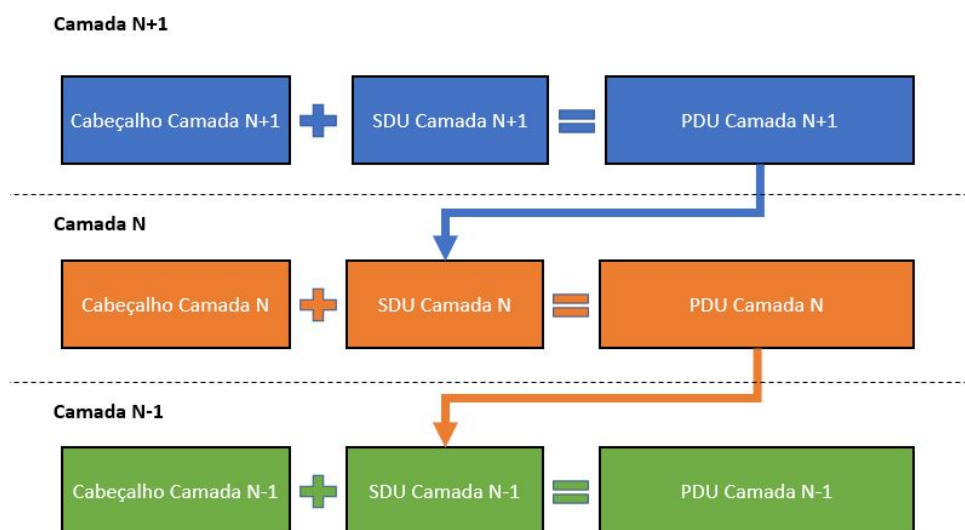 Camada N+1
Cabeçalho Camada N+1
SDU Camada N+1
PDU Camada N+1
Camada N
Cabeçalho Camada N
SDU Camada N
PDU Camada N
Camada N-1
Cabeçalho Camada N-1
SDU Camada N-1
PDU Camada N-1